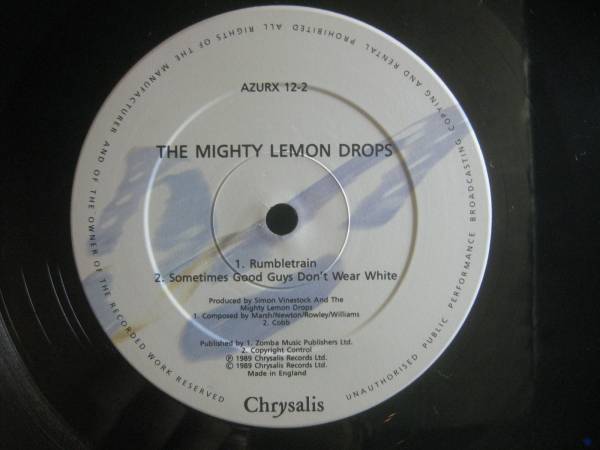 AZURX 12-2
THE MIGHTY LEMON DROPS
1. Rumbletrain
2. Sometimes Good Guys Don't Wear White
Produced by Simon Vinestock And The
Mighty Lemon Drops
1. Composed by Marsh/Newton/Rowley/Williams
2. Cobb
Published by 1. Zomba Music Publishers Ltd.
2. Copyright Control
℗ 1989 Chrysalis Records Ltd.
© 1989 Chrysalis Records Ltd.
Made in England
Chrysalis
ALL RIGHTS OF THE MANUFACTURER AND OF THE OWNER OF THE RECORDED WORK RESERVED
UNAUTHORISED PUBLIC PERFORMANCE BROADCASTING COPYING AND RENTAL PROHIBITED